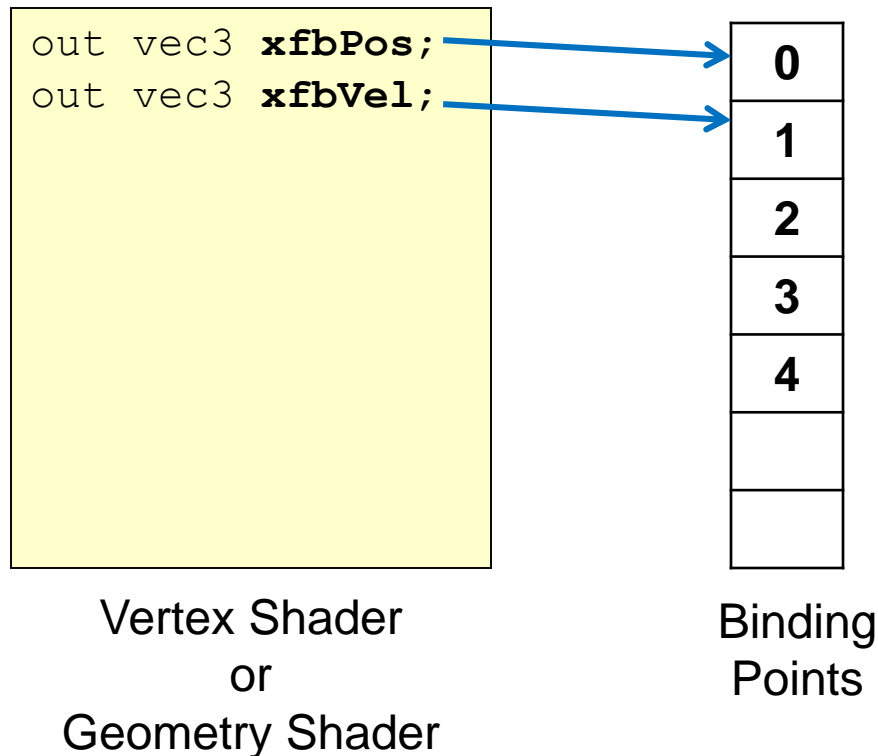 out vec3 xfbPos;
out vec3 xfbVel;
0
1
2
3
4
Vertex Shader
or
Geometry Shader
Binding
Points